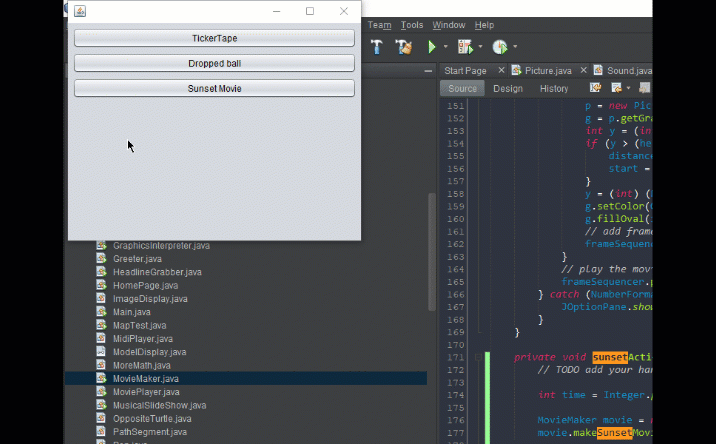 Team Tools Window Help
TickerTape
Dropped ball
Sunset Movie
Start Page
Picture.java
Sound.java
Source Design History
GraphicsInterpreter.java
Greeter.java
HeadlineGrabber.java
HomePage.java
ImageDisplay.java
Main.java
MapTest.java
MidiPlayer.java
ModelDisplay.java
MoreMath.java
MovieMaker.java
MoviePlayer.java
MusicalSlideShow.java
OppositeTurtle.java
PathSegment.java
151 p = new Pic
152 g = p.getGra
153 int y = (in
154 if (y > (he
155 distance
156 start =
157 }
158 y = (int) (
159 g.setColor(
160 g.fillOval(
161 // add frame
162 frameSequen
163 }
164 // play the mov
165 frameSequencer.
166 } catch (NumberForma
167 JOptionPane.show
168 }
169 }
170
171 private void sunsetActi
172 // TODO add your han
173
174 int time = Integer.
175
176 MovieMaker movie =
177 movie.makeSunsetMovi